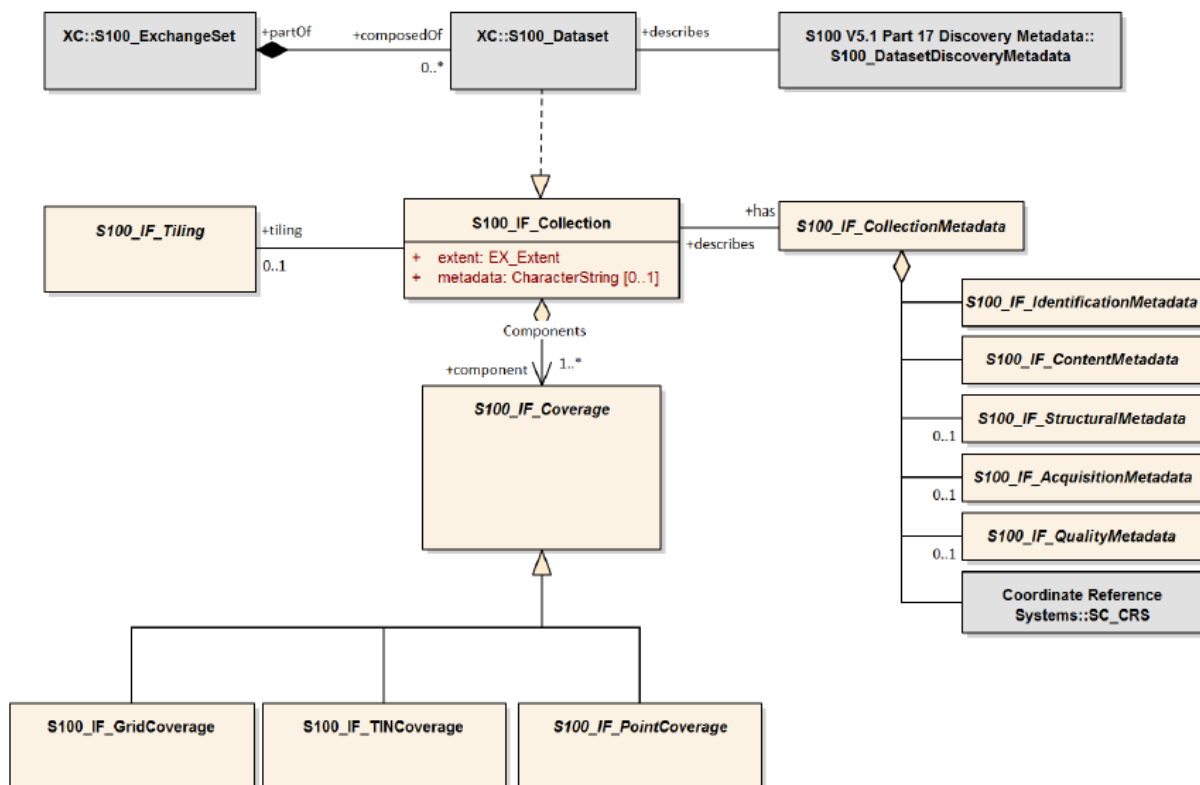 XC::S100_ExchangeSet
+partOf
+composedOf
0..*
XC::S100_Dataset
+describes
S100 V5.1 Part 17 Discovery Metadata::
S100_DatasetDiscoveryMetadata
S100_IF_Tiling
+tiling
0..1
S100_IF_Collection
+ extent: EX_Extent
+ metadata: CharacterString [0..1]
+has
+describes
S100_IF_CollectionMetadata
Components
+component
1..*
S100_IF_Coverage
S100_IF_IdentificationMetadata
S100_IF_ContentMetadata
S100_IF_StructuralMetadata
0..1
S100_IF_AcquisitionMetadata
0..1
S100_IF_QualityMetadata
0..1
Coordinate Reference
Systems::SC_CRS
S100_IF_GridCoverage
S100_IF_TINCoverage
S100_IF_PointCoverage